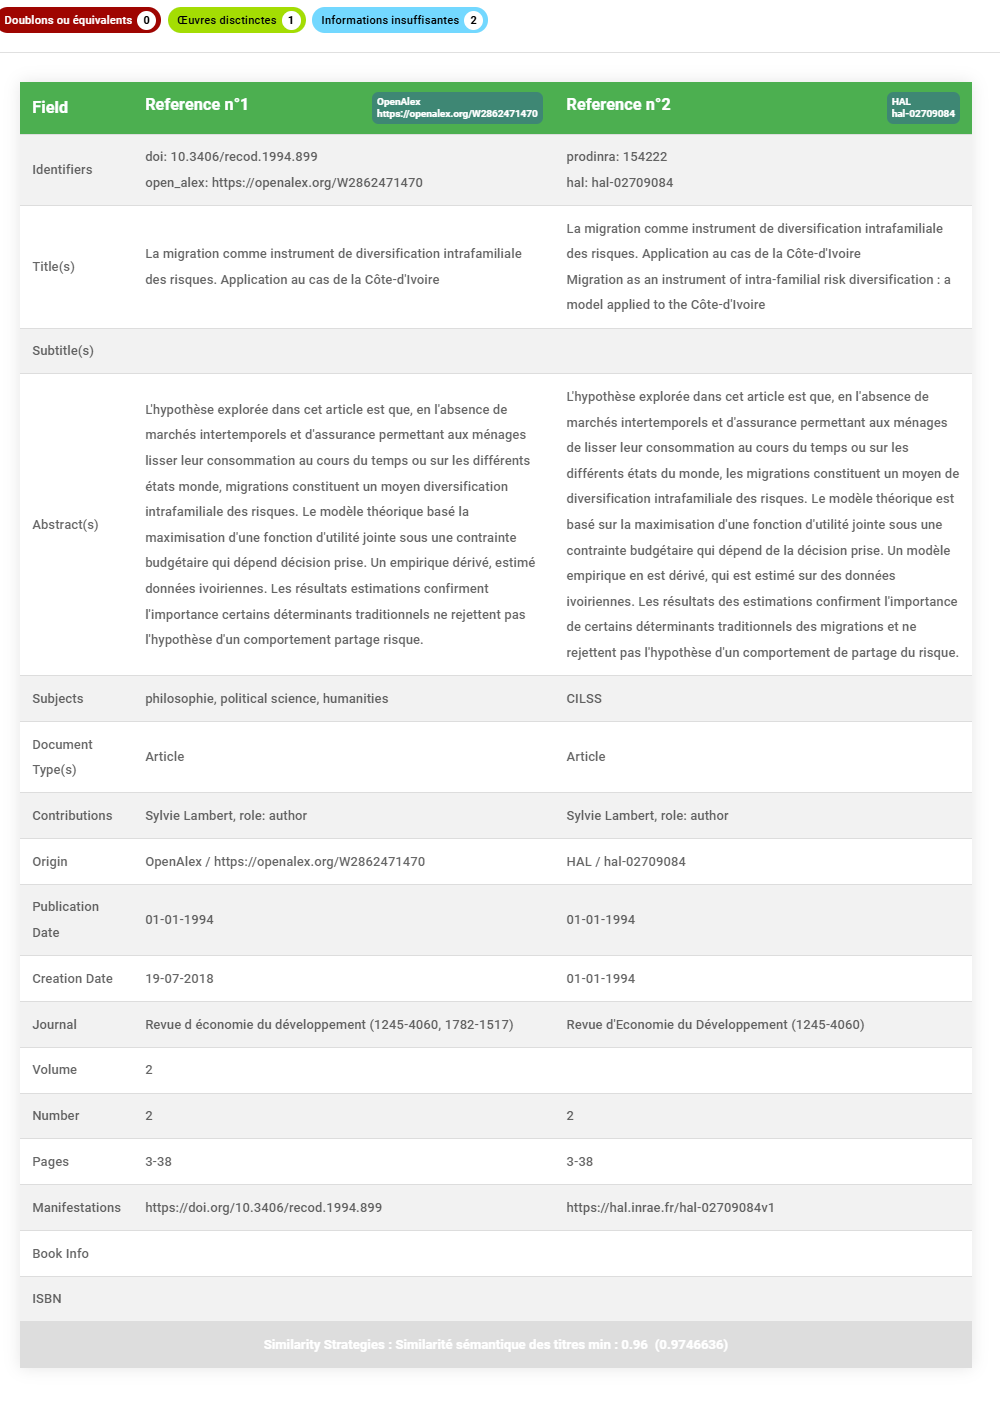 Doublons ou équivalents 0 Œuvres disctinctes 1 Informations insuffisantes 2
Field Reference n°1 OpenAlex https://openalex.org/W2862471470 Reference n°2 HAL hal-02709084
Identifiers
doi: 10.3406/recod.1994.899
open_alex: https://openalex.org/W2862471470
prodinra: 154222
hal: hal-02709084
Title(s)
La migration comme instrument de diversification intrafamiliale
des risques. Application au cas de la Côte-d'Ivoire
La migration comme instrument de diversification intrafamiliale
des risques. Application au cas de la Côte-d'Ivoire
Migration as an instrument of intra-familial risk diversification : a
model applied to the Côte-d'Ivoire
Subtitle(s)
Abstract(s)
L'hypothèse explorée dans cet article est que, en l'absence de
marchés intertemporels et d'assurance permettant aux ménages
lisser leur consommation au cours du temps ou sur les différents
états monde, migrations constituent un moyen diversification
intrafamiliale des risques. Le modèle théorique basé la
maximisation d'une fonction d'utilité jointe sous une contrainte
budgétaire qui dépend décision prise. Un empirique dérivé, estimé
données ivoiriennes. Les résultats estimations confirment
l'importance certains déterminants traditionnels ne rejettent pas
l'hypothèse d'un comportement partage risque.
L'hypothèse explorée dans cet article est que, en l'absence de
marchés intertemporels et d'assurance permettant aux ménages
de lisser leur consommation au cours du temps ou sur les
différents états du monde, les migrations constituent un moyen de
diversification intrafamiliale des risques. Le modèle théorique est
basé sur la maximisation d'une fonction d'utilité jointe sous une
contrainte budgétaire qui dépend de la décision prise. Un modèle
empirique en est dérivé, qui est estimé sur des données
ivoiriennes. Les résultats des estimations confirment l'importance
de certains déterminants traditionnels des migrations et ne
rejettent pas l'hypothèse d'un comportement de partage du risque.
Subjects philosophie, political science, humanities CILSS
Document
Type(s)
Article Article
Contributions Sylvie Lambert, role: author Sylvie Lambert, role: author
Origin OpenAlex / https://openalex.org/W2862471470 HAL / hal-02709084
Publication
Date
01-01-1994 01-01-1994
Creation Date 19-07-2018 01-01-1994
Journal Revue d économie du développement (1245-4060, 1782-1517) Revue d'Economie du Développement (1245-4060)
Volume 2
Number 2 2
Pages 3-38 3-38
Manifestations https://doi.org/10.3406/recod.1994.899 https://hal.inrae.fr/hal-02709084v1
Book Info
ISBN
Similarity Strategies : Similarité sémantique des titres min : 0.96 (0.9746636)